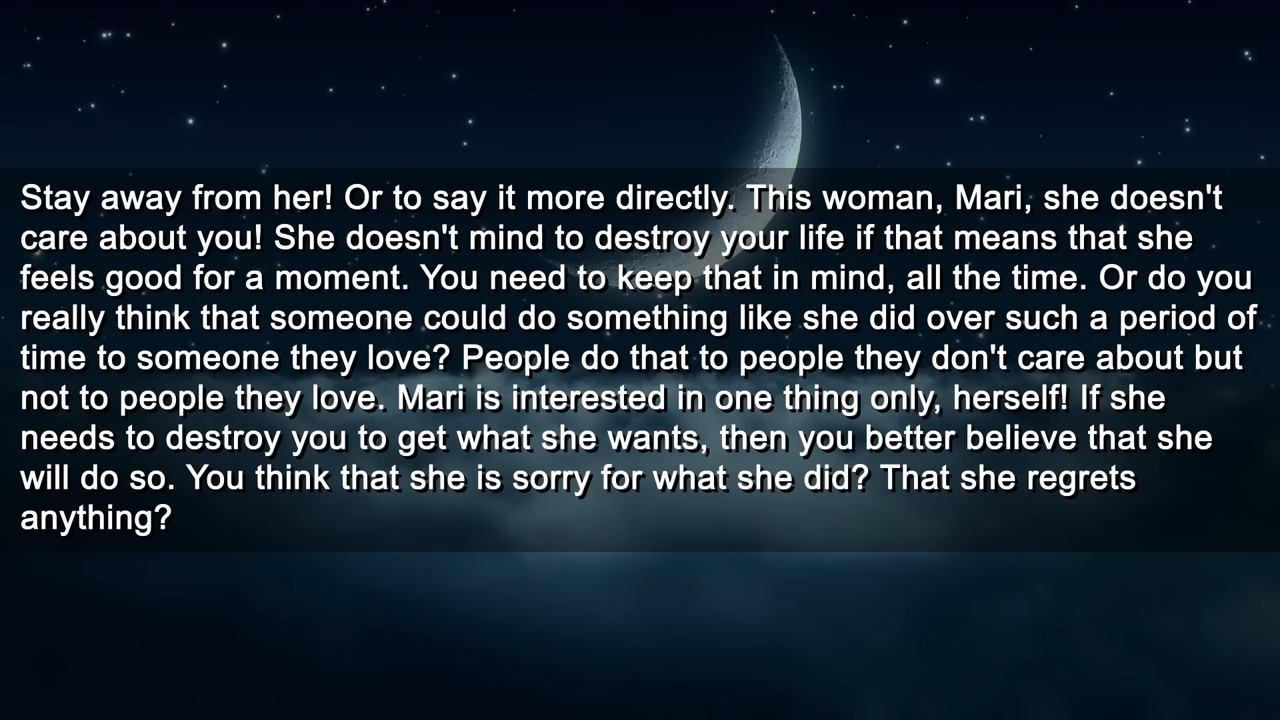 Stay away from her! Or to say it more directly. This woman, Mari, she doesn't
care about you! She doesn't mind to destroy your life if that means that she
feels good for a moment. You need to keep that in mind, all the time. Or do you
really think that someone could do something like she did over such a period of
time to someone they love? People do that to people they don't care about but
not to people they love. Mari is interested in one thing only, herself! If she
needs to destroy you to get what she wants, then you better believe that she
will do so. You think that she is sorry for what she did? That she regrets
anything?